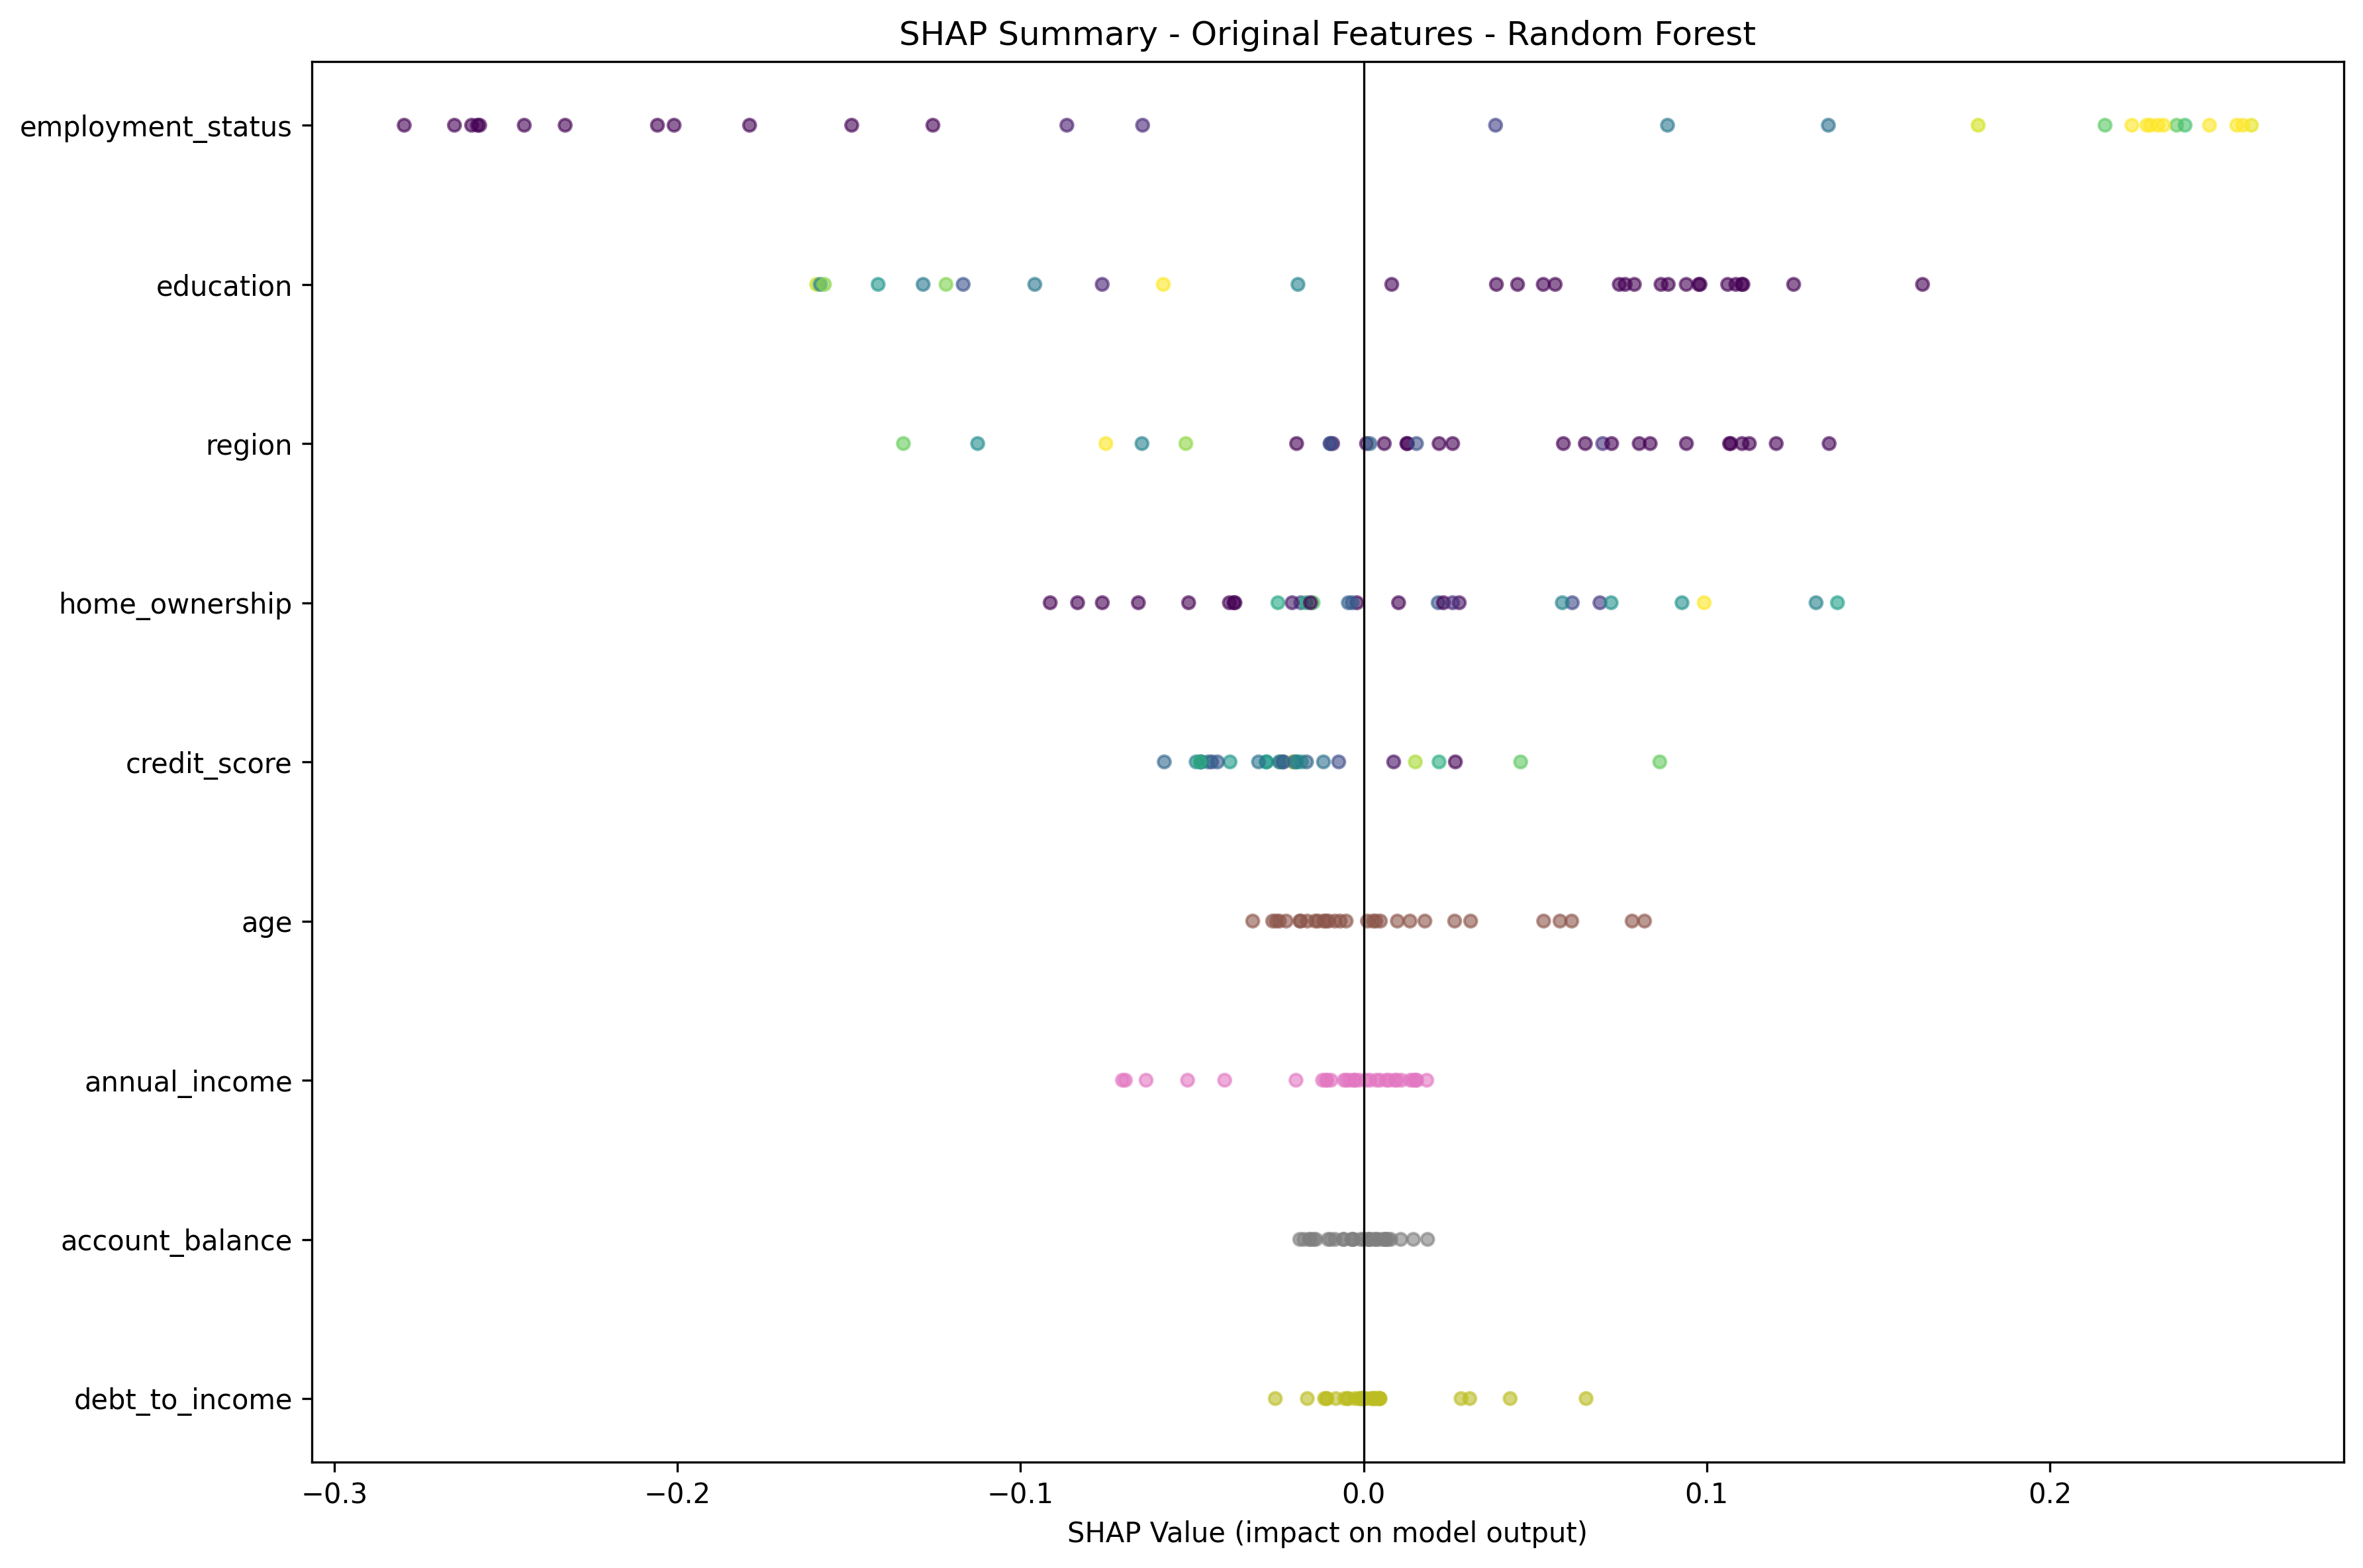 SHAP Summary - Original Features - Random Forest
employment_status
education
region
home_ownership
credit_score
age
annual_income
account_balance
debt_to_income
−0.3 −0.2 −0.1 0.0 0.1 0.2
SHAP Value (impact on model output)